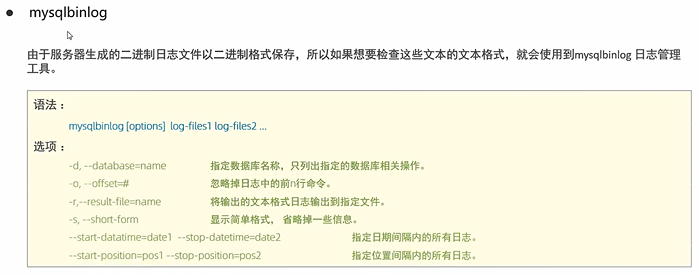 mysqlbinlog
由于服务器生成的二进制日志文件以二进制格式保存，所以如果想要检查这些文本的文本格式，就会使用到mysqlbinlog 日志管理
工具。
语法：
mysqlbinlog [options] log-files1 log-files2 ...
选项：
-d, --database=name 指定数据库名称，只列出指定的数据库相关操作。
-o, --offset=# 忽略掉日志中的前n行命令。
-r,--result-file=name 将输出的文本格式日志输出到指定文件。
-s, --short-form 显示简单格式， 省略掉一些信息。
--start-datatime=date1 --stop-datetime=date2 指定日期间隔内的所有日志。
--start-position=pos1 --stop-position=pos2 指定位置间隔内的所有日志。